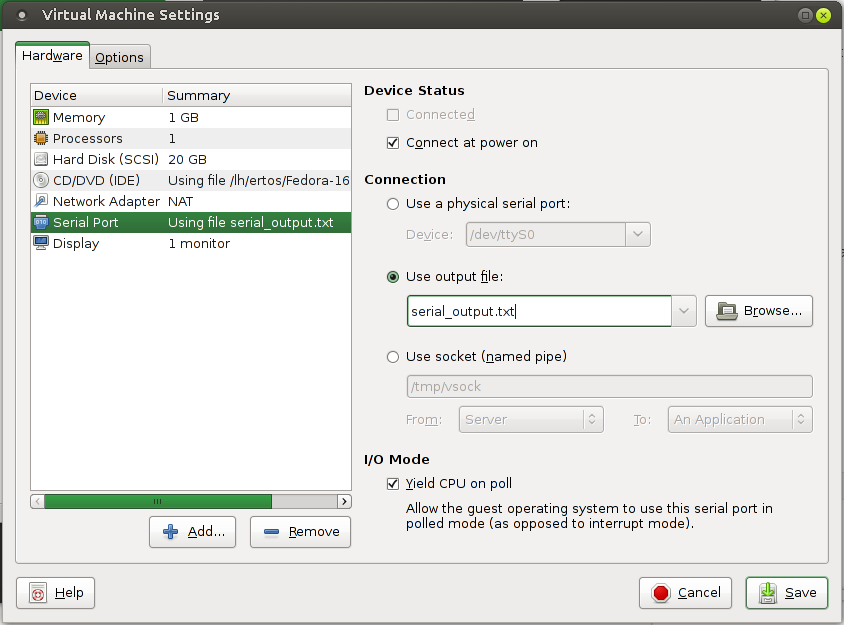 Virtual Machine Settings
Hardware
Options
Device Summary
Memory 1 GB
Processors 1
Hard Disk (SCSI) 20 GB
CD/DVD (IDE) Using file /lh/ertos/Fedora-16
Network Adapter NAT
Serial Port Using file serial_output.txt
Display 1 monitor
Add...
Remove
Device Status
Connected
Connect at power on
Connection
Use a physical serial port:
Device: /dev/ttyS0
Use output file:
serial_output.txt
Browse...
Use socket (named pipe)
/tmp/vsock
From: Server To: An Application
I/O Mode
Yield CPU on poll
Allow the guest operating system to use this serial port in
polled mode (as opposed to interrupt mode).
Help
Cancel
Save